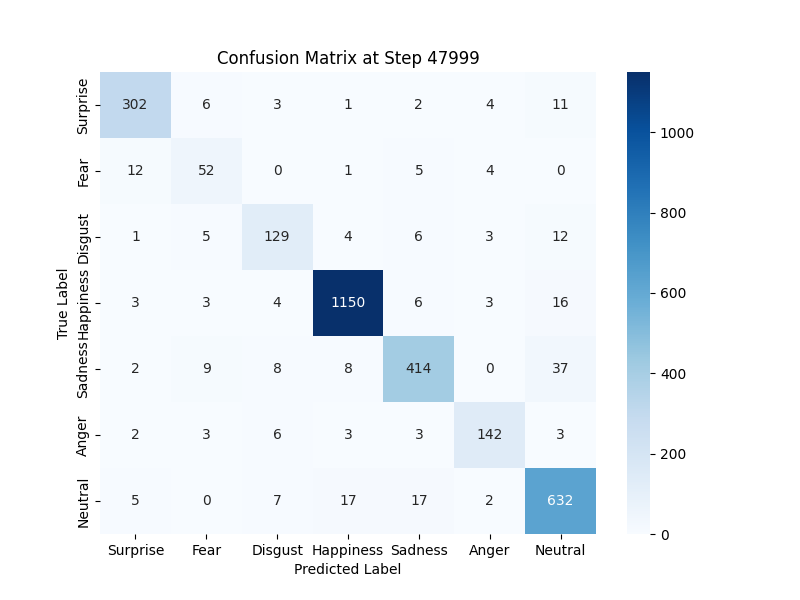 Confusion Matrix at Step 47999
True Label
Surprise 302 6 3 1 2 4 11
Fear 12 52 0 1 5 4 0
Disgust 1 5 129 4 6 3 12
Happiness 3 3 4 1150 6 3 16
Sadness 2 9 8 8 414 0 37
Anger 2 3 6 3 3 142 3
Neutral 5 0 7 17 17 2 632
Surprise Fear Disgust Happiness Sadness Anger Neutral
Predicted Label
1000
800
600
400
200
0